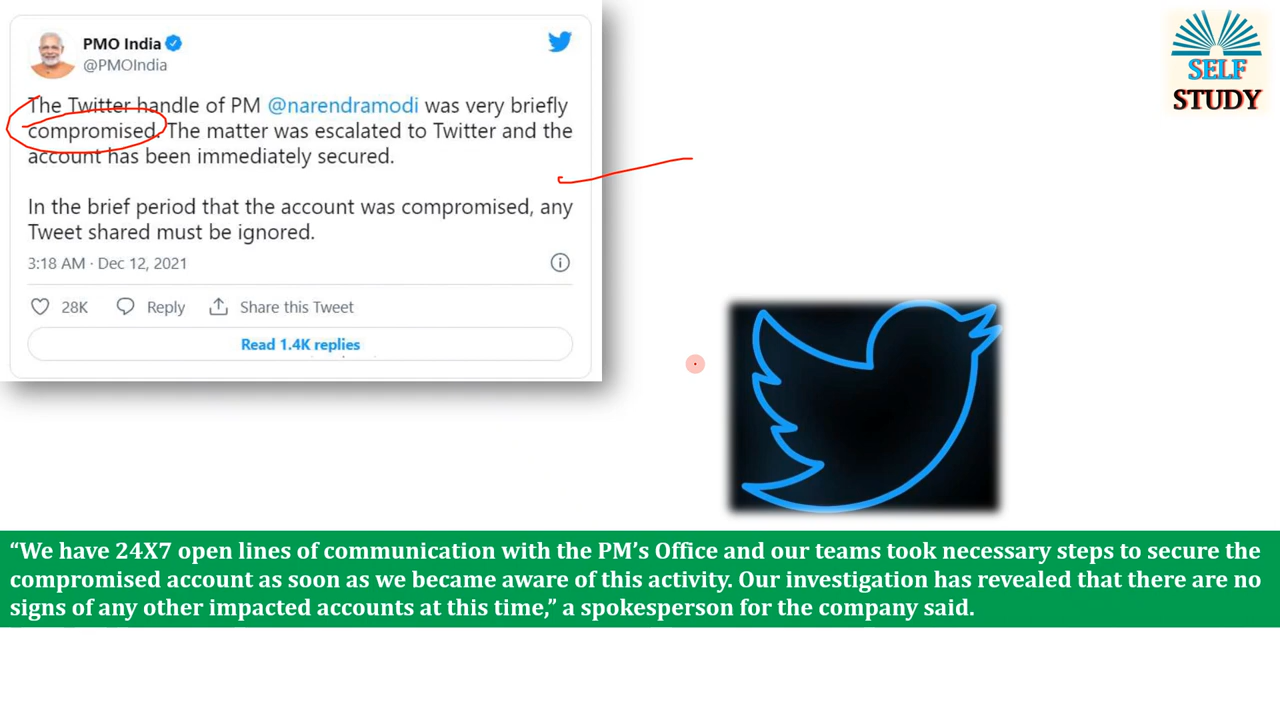 PMO India
@PMOIndia
The Twitter handle of PM @narendramodi was very briefly
compromised. The matter was escalated to Twitter and the
account has been immediately secured.
In the brief period that the account was compromised, any
Tweet shared must be ignored.
3:18 AM · Dec 12, 2021
28K Reply Share this Tweet
Read 1.4K replies
SELF
STUDY
“We have 24X7 open lines of communication with the PM’s Office and our teams took necessary steps to secure the
compromised account as soon as we became aware of this activity. Our investigation has revealed that there are no
signs of any other impacted accounts at this time,” a spokesperson for the company said.